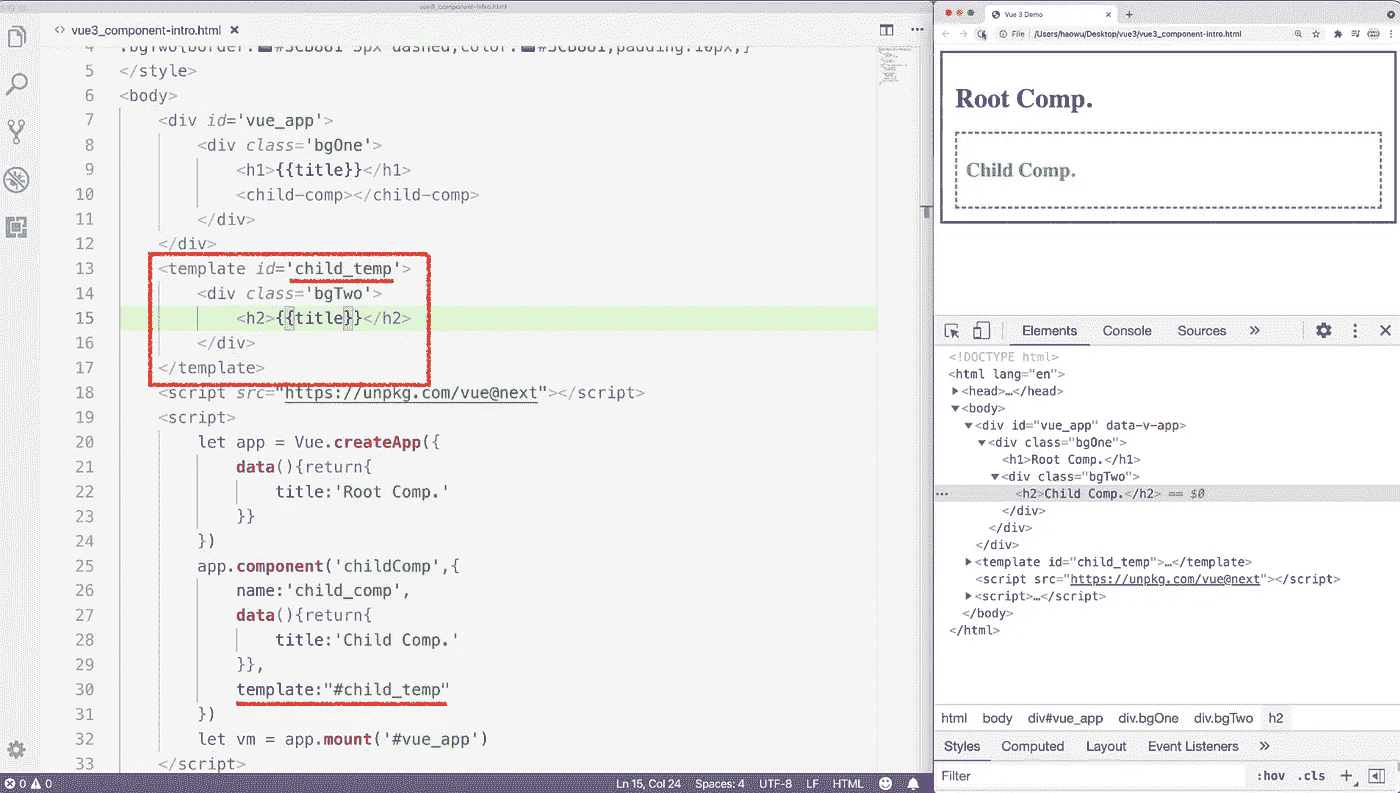 vue3_component-intro.html
<> vue3_component-intro.html ×
4 .bgTwo{border: #3CB881 3px dashed;color: #3CB881;padding:10px;}
5 </style>
6 <body>
7 <div id='vue_app'>
8 <div class='bgOne'>
9 <h1>{{title}}</h1>
10 <child-comp></child-comp>
11 </div>
12 </div>
13 <template id='child_temp'>
14 <div class='bgTwo'>
15 <h2>{{title}}</h2>
16 </div>
17 </template>
18 <script src="https://unpkg.com/vue@next"></script>
19 <script>
20 let app = Vue.createApp({
21 data(){return{
22 title:'Root Comp.'
23 }}
24 })
25 app.component('childComp',{
26 name:'child_comp',
27 data(){return{
28 title:'Child Comp.'
29 }},
30 template:"#child_temp"
31 })
32 let vm = app.mount('#vue_app')
33 </script>
0 0
Ln 15, Col 24 Spaces: 4 UTF-8 LF HTML
Vue 3 Demo
File /Users/haowu/Desktop/vue3/vue3_component-intro.html
Root Comp.
Child Comp.
Elements Console Sources »
<!DOCTYPE html>
<html lang="en">
<head>…</head>
<body>
<div id="vue_app" data-v-app>
<div class="bgOne">
<h1>Root Comp.</h1>
<div class="bgTwo">
<h2>Child Comp.</h2> == $0
</div>
</div>
</div>
<template id="child_temp">…</template>
<script src="https://unpkg.com/vue@next"></script>
<script>…</script>
</body>
</html>
html body div#vue_app div.bgOne div.bgTwo h2
Styles Computed Layout Event Listeners »
Filter :hov .cls +